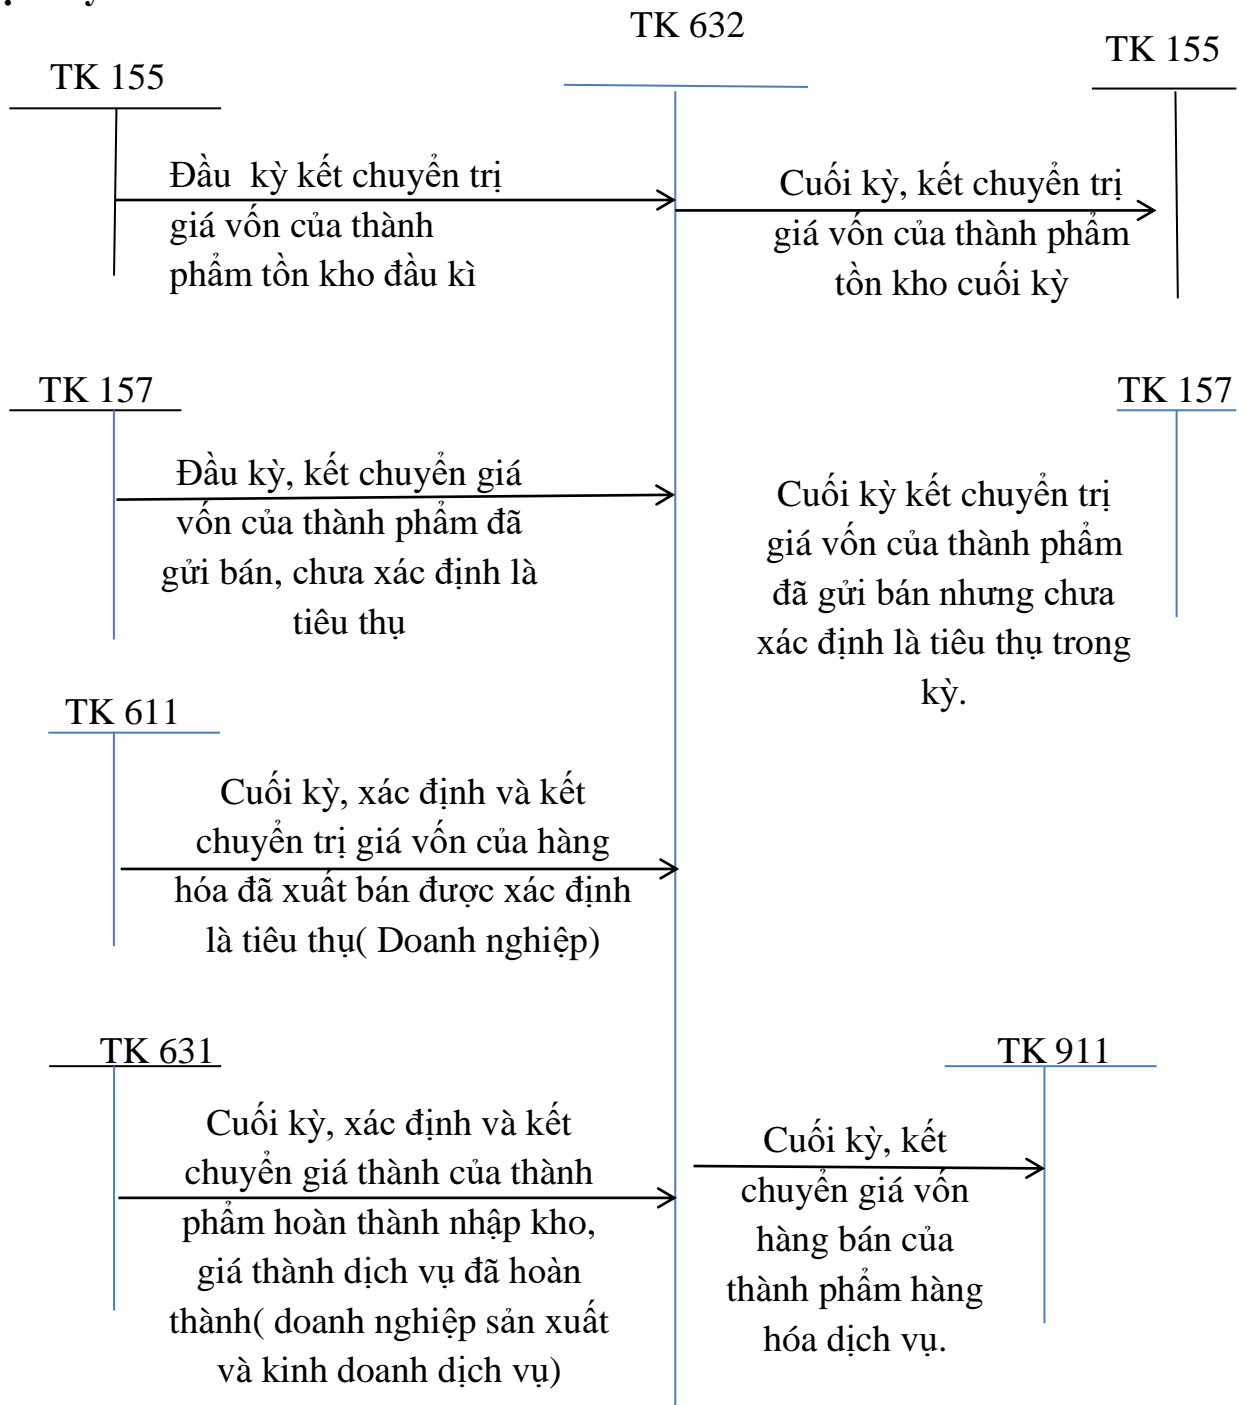 TK 632
TK 155
TK 155
Đầu kỳ kết chuyển trị
giá vốn của thành
phẩm tồn kho đầu kì
Cuối kỳ, kết chuyển trị
giá vốn của thành phẩm
tồn kho cuối kỳ
TK 157
TK 157
Đầu kỳ, kết chuyển giá
vốn của thành phẩm đã
gửi bán, chưa xác định là
tiêu thụ
Cuối kỳ kết chuyển trị
giá vốn của thành phẩm
đã gửi bán nhưng chưa
xác định là tiêu thụ trong
kỳ.
TK 611
Cuối kỳ, xác định và kết
chuyển trị giá vốn của hàng
hóa đã xuất bán được xác định
là tiêu thụ( Doanh nghiệp)
TK 631
TK 911
Cuối kỳ, xác định và kết
chuyển giá thành của thành
phẩm hoàn thành nhập kho,
giá thành dịch vụ đã hoàn
thành( doanh nghiệp sản xuất
và kinh doanh dịch vụ)
Cuối kỳ, kết
chuyển giá vốn
hàng bán của
thành phẩm hàng
hóa dịch vụ.